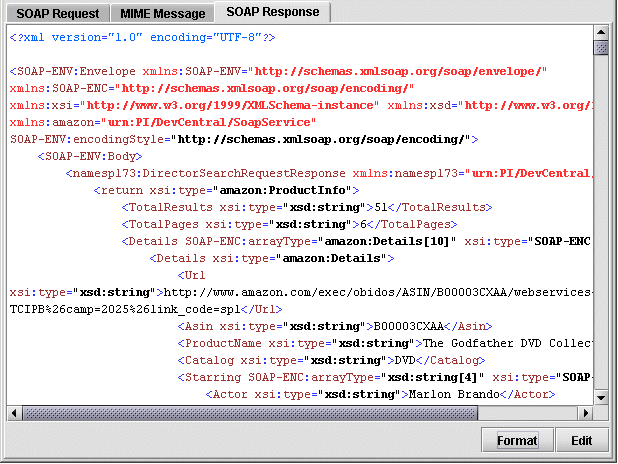 SOAP Request MIME Message SOAP Response
<?xml version="1.0" encoding="UTF-8"?>
<SOAP-ENV:Envelope xmlns:SOAP-ENV="http://schemas.xmlsoap.org/soap/envelope/"
xmlns:SOAP-ENC="http://schemas.xmlsoap.org/soap/encoding/"
xmlns:xsi="http://www.w3.org/1999/XMLSchema-instance" xmlns:xsd="http://www.w3.org/1
xmlns:amazon="urn:PI/DevCentral/SoapService"
SOAP-ENV:encodingStyle="http://schemas.xmlsoap.org/soap/encoding/">
<SOAP-ENV:Body>
<namesp173:DirectorSearchRequestResponse xmlns:namesp173="urn:PI/DevCentral/
<return xsi:type="amazon:ProductInfo">
<TotalResults xsi:type="xsd:string">51</TotalResults>
<TotalPages xsi:type="xsd:string">6</TotalPages>
<Details SOAP-ENC:arrayType="amazon:Details[10]" xsi:type="SOAP-ENC
<Details xsi:type="amazon:Details">
<Url
xsi:type="xsd:string">http://www.amazon.com/exec/obidos/ASIN/B00003CXAA/webservices-
TCIPB%26camp=2025%26link_code=sp1</Url>
<Asin xsi:type="xsd:string">B00003CXAA</Asin>
<ProductName xsi:type="xsd:string">The Godfather DVD Collec
<Catalog xsi:type="xsd:string">DVD</Catalog>
<Starring SOAP-ENC:arrayType="xsd:string[4]" xsi:type="SOAP-
<Actor xsi:type="xsd:string">Marlon Brando</Actor>
Format Edit